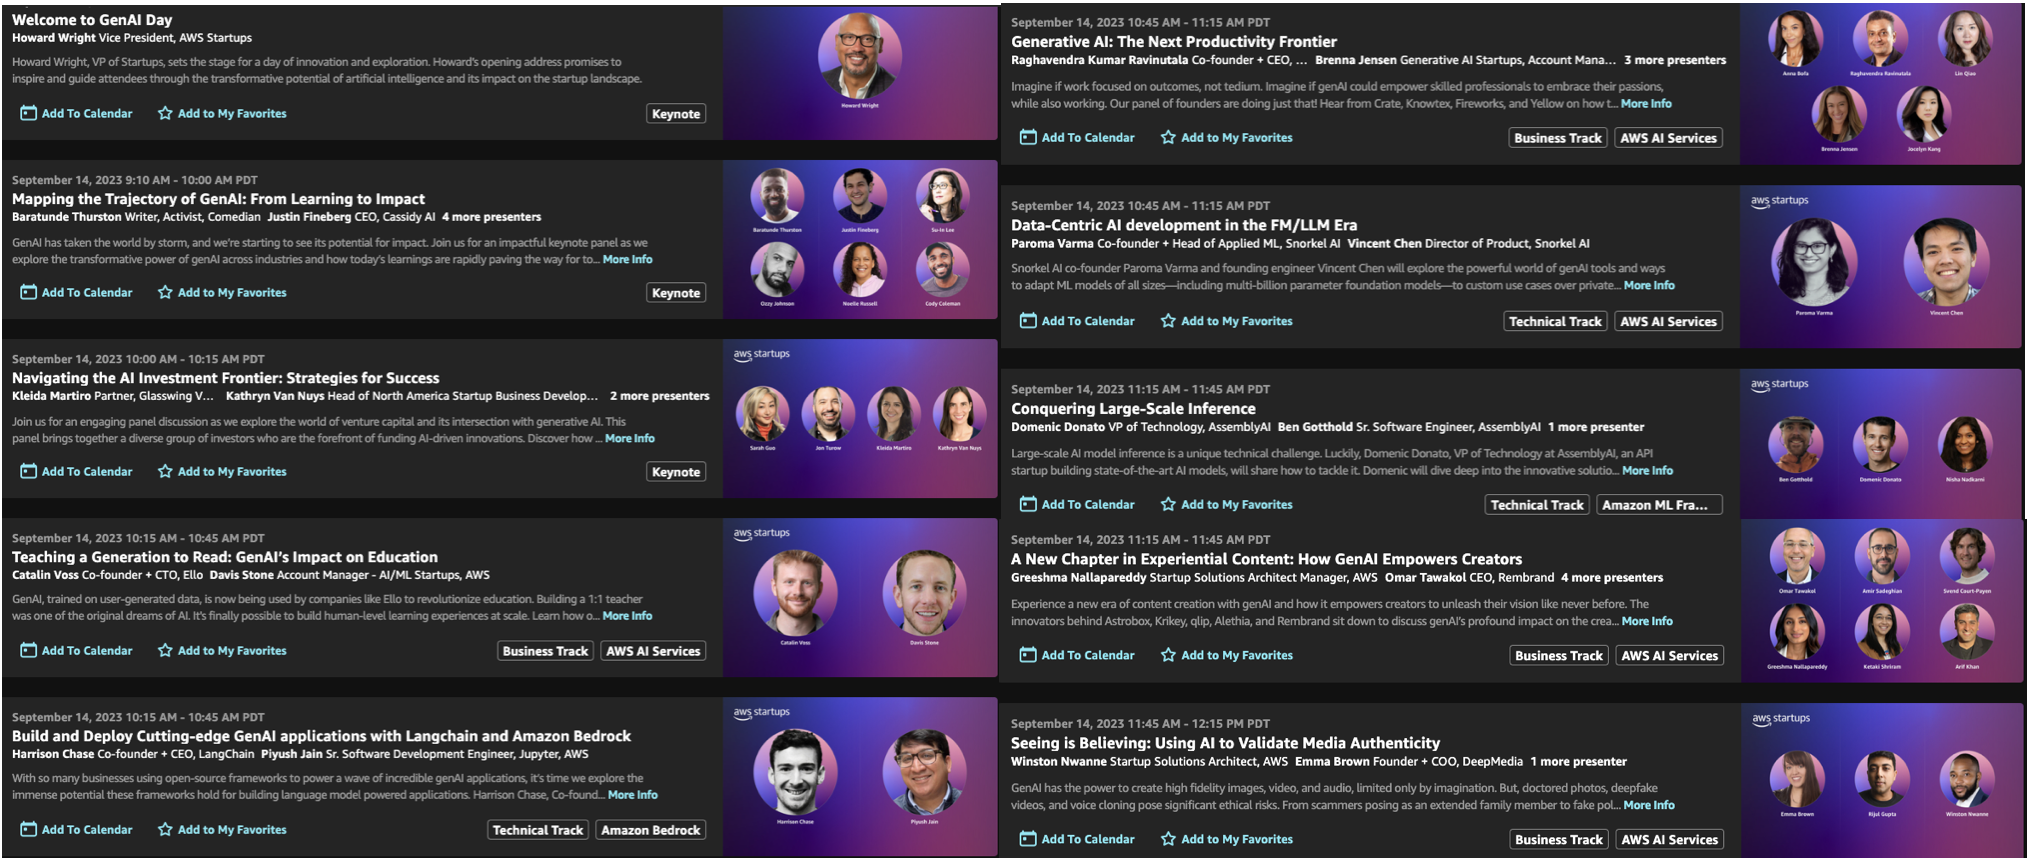 Welcome to GenAI Day
Howard Wright Vice President, AWS Startups
Howard Wright, VP of Startups, sets the stage for a day of innovation and exploration. Howard's opening address promises to
inspire and guide attendees through the transformative potential of artificial intelligence and its impact on the startup landscape.
Add To Calendar Add to My Favorites Keynote
Howard Wright
September 14, 2023 9:10 AM - 10:00 AM PDT
Mapping the Trajectory of GenAI: From Learning to Impact
Baratunde Thurston Writer, Activist, Comedian Justin Fineberg CEO, Cassidy AI 4 more presenters
GenAI has taken the world by storm, and we're starting to see its potential for impact. Join us for an impactful keynote panel as we
explore the transformative power of genAI across industries and how today's learnings are rapidly paving the way for to... More Info
Add To Calendar Add to My Favorites Keynote
Baratunde Thurston Justin Fineberg Su-In Lee
Ozzy Johnson Noelle Russell Cody Coleman
September 14, 2023 10:00 AM - 10:15 AM PDT
Navigating the AI Investment Frontier: Strategies for Success
Kleida Martiro Partner, Glasswing V... Kathryn Van Nuys Head of North America Startup Business Develop... 2 more presenters
Join us for an engaging panel discussion as we explore the world of venture capital and its intersection with generative AI. This
panel brings together a diverse group of investors who are the forefront of funding AI-driven innovations. Discover how ... More Info
Add To Calendar Add to My Favorites Keynote
aws startups
Sarah Guo Jon Turow Kleida Martiro Kathryn Van Nuys
September 14, 2023 10:15 AM - 10:45 AM PDT
Teaching a Generation to Read: GenAI's Impact on Education
Catalin Voss Co-founder + CTO, Ello Davis Stone Account Manager - AI/ML Startups, AWS
GenAI, trained on user-generated data, is now being used by companies like Ello to revolutionize education. Building a 1:1 teacher
was one of the original dreams of AI. It's finally possible to build human-level learning experiences at scale. Learn how o... More Info
Add To Calendar Add to My Favorites Business Track AWS AI Services
aws startups
Catalin Voss Davis Stone
September 14, 2023 10:15 AM - 10:45 AM PDT
Build and Deploy Cutting-edge GenAI applications with Langchain and Amazon Bedrock
Harrison Chase Co-founder + CEO, LangChain Piyush Jain Sr. Software Development Engineer, Jupyter, AWS
With so many businesses using open-source frameworks to power a wave of incredible genAI applications, it's time we explore the
immense potential these frameworks hold for building language model powered applications. Harrison Chase, Co-found... More Info
Add To Calendar Add to My Favorites Technical Track Amazon Bedrock
aws startups
Harrison Chase Piyush Jain
September 14, 2023 10:45 AM - 11:15 AM PDT
Generative AI: The Next Productivity Frontier
Raghavendra Kumar Ravinutala Co-founder + CEO, ... Brenna Jensen Generative AI Startups, Account Mana... 3 more presenters
Imagine if work focused on outcomes, not tedium. Imagine if genAI could empower skilled professionals to embrace their passions,
while also working. Our panel of founders are doing just that! Hear from Crate, Knowtex, Fireworks, and Yellow on how t... More Info
Add To Calendar Add to My Favorites Business Track AWS AI Services
Anna Bofa Raghavendra Ravinutala Lin Qiao
Brenna Jensen Jocelyn Kang
September 14, 2023 10:45 AM - 11:15 AM PDT
Data-Centric AI development in the FM/LLM Era
Paroma Varma Co-founder + Head of Applied ML, Snorkel AI Vincent Chen Director of Product, Snorkel AI
Snorkel AI co-founder Paroma Varma and founding engineer Vincent Chen will explore the powerful world of genAI tools and ways
to adapt ML models of all sizes—including multi-billion parameter foundation models—to custom use cases over private... More Info
Add To Calendar Add to My Favorites Technical Track AWS AI Services
aws startups
Paroma Varma Vincent Chen
September 14, 2023 11:15 AM - 11:45 AM PDT
Conquering Large-Scale Inference
Domenic Donato VP of Technology, AssemblyAI Ben Gotthold Sr. Software Engineer, AssemblyAI 1 more presenter
Large-scale AI model inference is a unique technical challenge. Luckily, Domenic Donato, VP of Technology at AssemblyAI, an API
startup building state-of-the-art AI models, will share how to tackle it. Domenic will dive deep into the innovative solutio... More Info
Add To Calendar Add to My Favorites Technical Track Amazon ML Fra...
aws startups
Ben Gotthold Domenic Donato Nisha Nadkarni
September 14, 2023 11:15 AM - 11:45 AM PDT
A New Chapter in Experiential Content: How GenAI Empowers Creators
Greeshma Nallapareddy Startup Solutions Architect Manager, AWS Omar Tawakol CEO, Rembrand 4 more presenters
Experience a new era of content creation with genAI and how it empowers creators to unleash their vision like never before. The
innovators behind Astrobox, Krikey, qlip, Alethia, and Rembrand sit down to discuss genAI's profound impact on the crea... More Info
Add To Calendar Add to My Favorites Business Track AWS AI Services
Omar Tawakol Amir Sadeghian Svend Court-Payen
Greeshma Nallapareddy Ketaki Shriram Arif Khan
September 14, 2023 11:45 AM - 12:15 PM PDT
Seeing is Believing: Using AI to Validate Media Authenticity
Winston Nwanne Startup Solutions Architect, AWS Emma Brown Founder + COO, DeepMedia 1 more presenter
GenAI has the power to create high fidelity images, video, and audio, limited only by imagination. But, doctored photos, deepfake
videos, and voice cloning pose significant ethical risks. From scammers posing as an extended family member to fake pol... More Info
Add To Calendar Add to My Favorites Business Track AWS AI Services
aws startups
Emma Brown Rijul Gupta Winston Nwanne